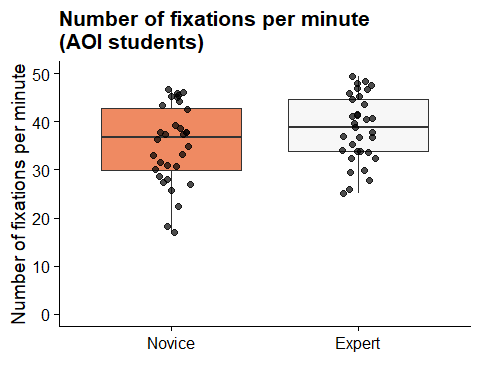 Number of fixations per minute
(AOI students)
Number of fixations per minute
50
40
30
20
10
0
Novice
Expert